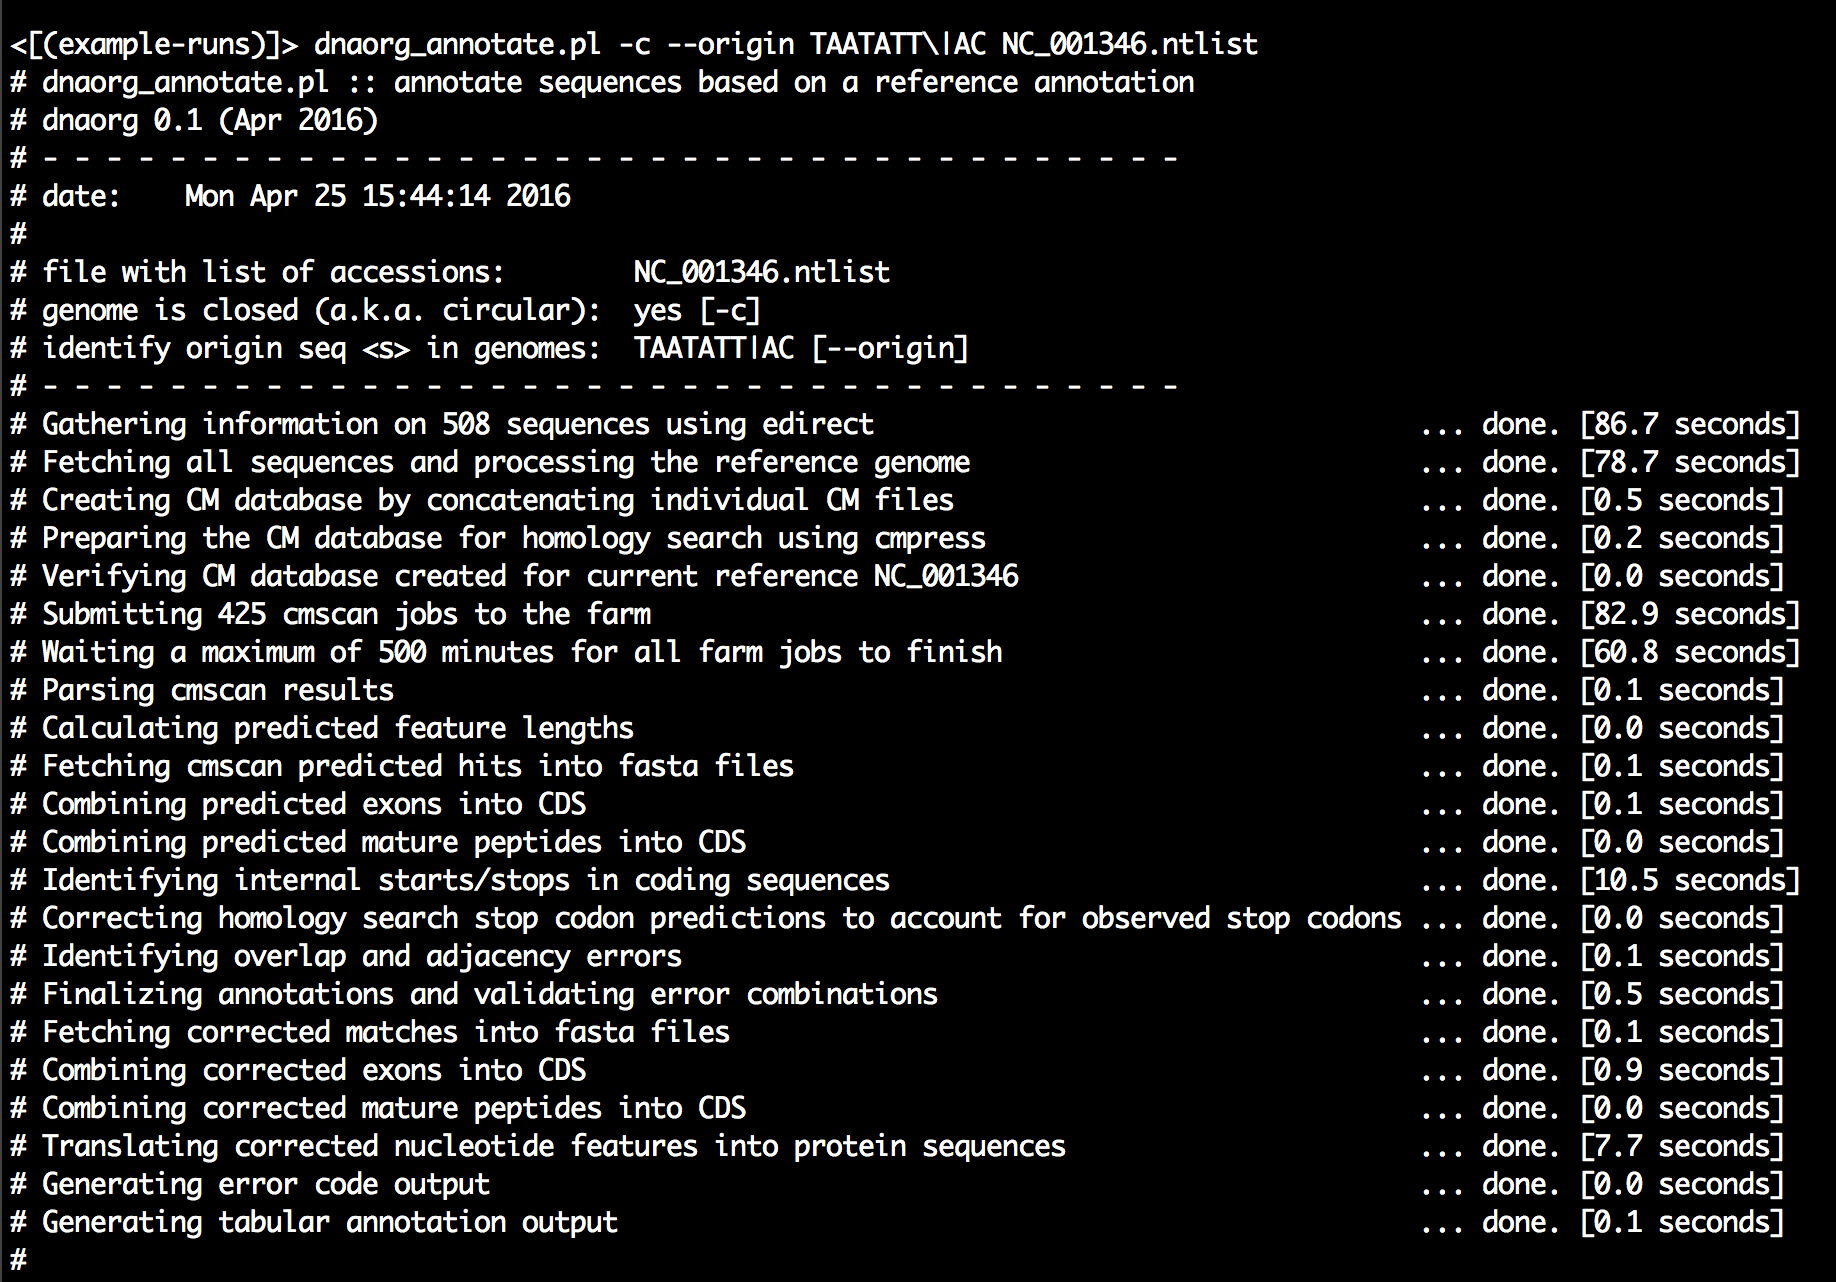 <[(example-runs)]> dnaorg_annotate.pl -c --origin TAATATT\|AC NC_001346.ntlist
# dnaorg_annotate.pl :: annotate sequences based on a reference annotation
# dnaorg 0.1 (Apr 2016)
# - - - - - - - - - - - - - - - - - - - - - - - - - - - - - - - - - - - -
# date:    Mon Apr 25 15:44:14 2016
#
# file with list of accessions:        NC_001346.ntlist
# genome is closed (a.k.a. circular):  yes [-c]
# identify origin seq <s> in genomes:  TAATATT|AC [--origin]
# - - - - - - - - - - - - - - - - - - - - - - - - - - - - - - - - - - - -
# Gathering information on 508 sequences using edirect                                  ... done. [86.7 seconds]
# Fetching all sequences and processing the reference genome                            ... done. [78.7 seconds]
# Creating CM database by concatenating individual CM files                             ... done. [0.5 seconds]
# Preparing the CM database for homology search using cmpress                           ... done. [0.2 seconds]
# Verifying CM database created for current reference NC_001346                         ... done. [0.0 seconds]
# Submitting 425 cmscan jobs to the farm                                                ... done. [82.9 seconds]
# Waiting a maximum of 500 minutes for all farm jobs to finish                          ... done. [60.8 seconds]
# Parsing cmscan results                                                                ... done. [0.1 seconds]
# Calculating predicted feature lengths                                                 ... done. [0.0 seconds]
# Fetching cmscan predicted hits into fasta files                                       ... done. [0.1 seconds]
# Combining predicted exons into CDS                                                    ... done. [0.1 seconds]
# Combining predicted mature peptides into CDS                                          ... done. [0.0 seconds]
# Identifying internal starts/stops in coding sequences                                 ... done. [10.5 seconds]
# Correcting homology search stop codon predictions to account for observed stop codons ... done. [0.0 seconds]
# Identifying overlap and adjacency errors                                              ... done. [0.1 seconds]
# Finalizing annotations and validating error combinations                              ... done. [0.5 seconds]
# Fetching corrected matches into fasta files                                           ... done. [0.1 seconds]
# Combining corrected exons into CDS                                                    ... done. [0.9 seconds]
# Combining corrected mature peptides into CDS                                          ... done. [0.0 seconds]
# Translating corrected nucleotide features into protein sequences                      ... done. [7.7 seconds]
# Generating error code output                                                          ... done. [0.0 seconds]
# Generating tabular annotation output                                                  ... done. [0.1 seconds]
#